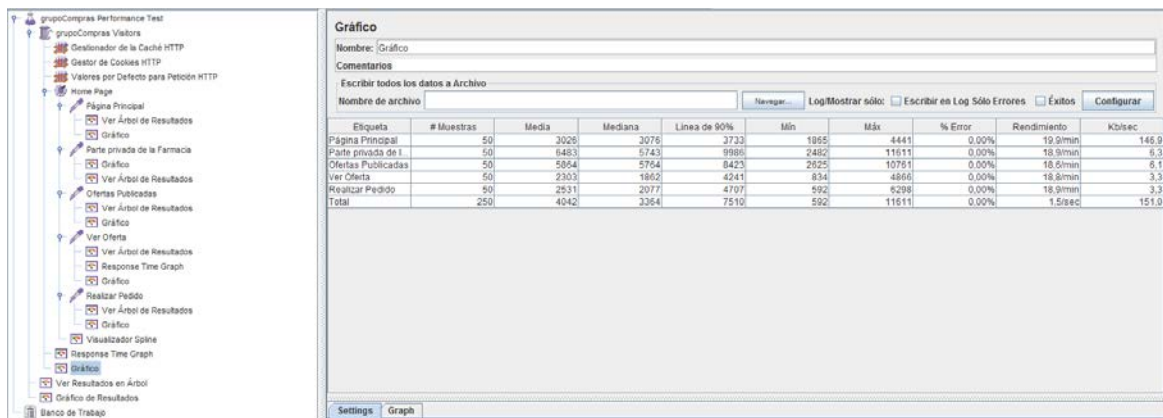 grupoCompras Performance Test
grupoCompras Visitors
Gestionador de la Caché HTTP
Gestor de Cookies HTTP
Valores por Defecto para Petición HTTP
Home Page
Página Principal
Ver Árbol de Resultados
Gráfico
Parte privada de la Farmacia
Gráfico
Ver Árbol de Resultados
Ofertas Publicadas
Ver Árbol de Resultados
Gráfico
Ver Oferta
Ver Árbol de Resultados
Response Time Graph
Gráfico
Realizar Pedido
Ver Árbol de Resultados
Gráfico
Visualizador Spline
Response Time Graph
Gráfico
Ver Resultados en Árbol
Gráfico de Resultados
Banco de Trabajo
Gráfico
Nombre: Gráfico
Comentarios
Escribir todos los datos a Archivo
Nombre de archivo Navegar... Log/Mostrar sólo: Escribir en Log Sólo Errores Éxitos Configurar
Etiqueta # Muestras Media Mediana Linea de 90% Mín Máx % Error Rendimiento Kb/sec
Página Principal 50 3026 3076 3733 1865 4441 0,00% 19,9/min 146,9
Parte privada de l 50 6483 5743 9986 2482 11611 0,00% 18,9/min 6,3
Ofertas Publicadas 50 5864 5764 8423 2625 10761 0,00% 18,6/min 6,1
Ver Oferta 50 2303 1862 4241 834 4866 0,00% 18,8/min 3,3
Realizar Pedido 50 2531 2077 4707 592 6298 0,00% 18,9/min 3,3
Total 250 4042 3364 7510 592 11611 0,00% 1,5/sec 151,0
Settings Graph